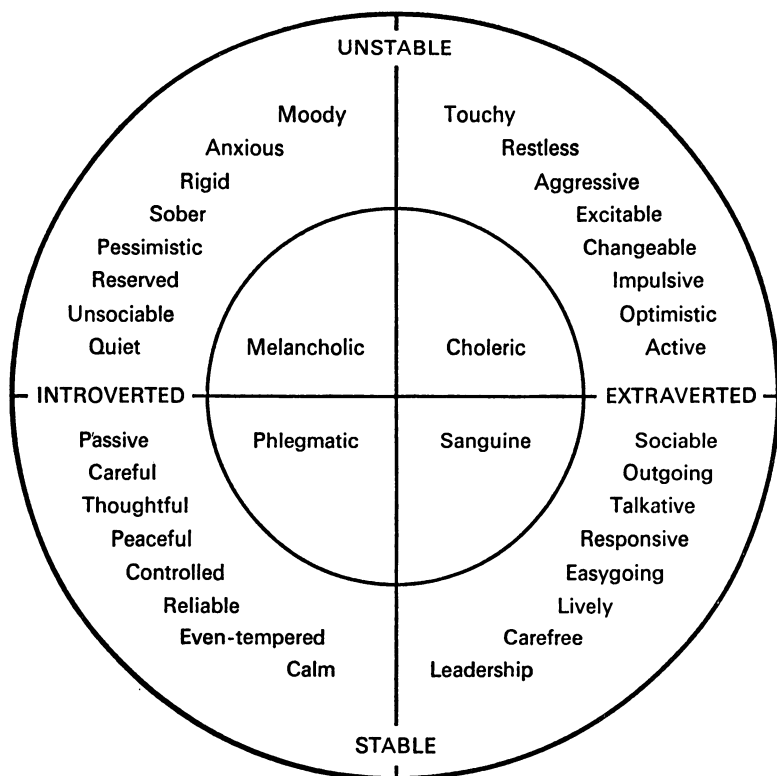 UNSTABLE
Moody Touchy
Anxious Restless
Rigid Aggressive
Sober Excitable
Pessimistic Changeable
Reserved Impulsive
Unsociable Optimistic
Quiet Melancholic Choleric Active
INTROVERTED EXTRAVERTED
Passive Phlegmatic Sanguine Sociable
Careful Outgoing
Thoughtful Talkative
Peaceful Responsive
Controlled Easygoing
Reliable Lively
Even-tempered Carefree
Calm Leadership
STABLE